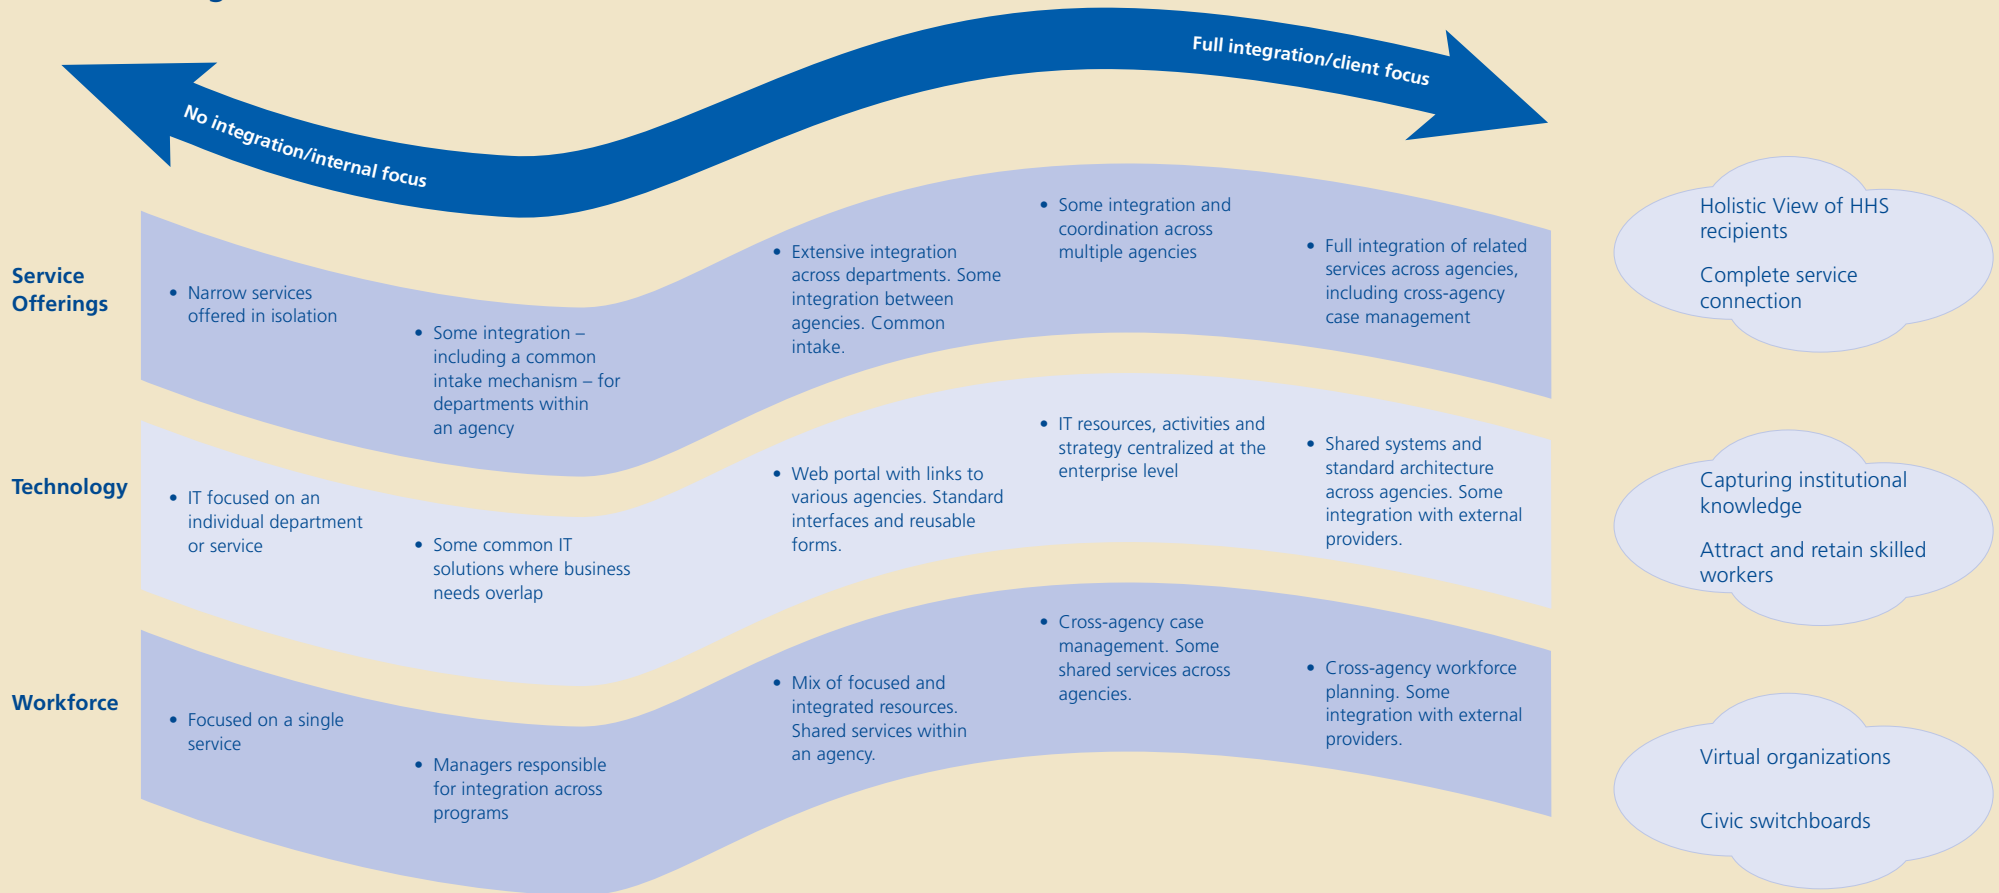 No integration/internal focus
Full integration/client focus
Service
Offerings
• Narrow services
offered in isolation
• Some integration –
including a common
intake mechanism – for
departments within
an agency
• Extensive integration
across departments. Some
integration between
agencies. Common
intake.
• Some integration and
coordination across
multiple agencies
• Full integration of related
services across agencies,
including cross-agency
case management
Holistic View of HHS
recipients
Complete service
connection
Technology
• IT focused on an
individual department
or service
• Some common IT
solutions where business
needs overlap
• Web portal with links to
various agencies. Standard
interfaces and reusable
forms.
• IT resources, activities and
strategy centralized at the
enterprise level
• Shared systems and
standard architecture
across agencies. Some
integration with external
providers.
Capturing institutional
knowledge
Attract and retain skilled
workers
Workforce
• Focused on a single
service
• Managers responsible
for integration across
programs
• Mix of focused and
integrated resources.
Shared services within
an agency.
• Cross-agency case
management. Some
shared services across
agencies.
• Cross-agency workforce
planning. Some
integration with external
providers.
Virtual organizations
Civic switchboards